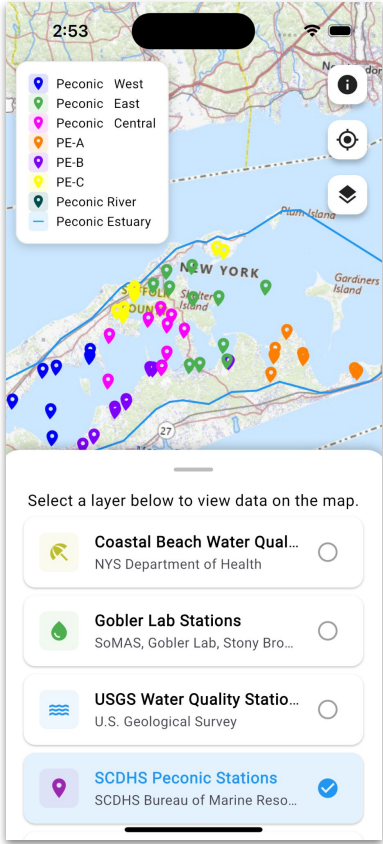 2:53
Peconic West
Peconic East
Peconic Central
PE-A
PE-B
PE-C
Peconic River
Peconic Estuary
Plum Island
NEW YORK
Gardiners
Island
SUFFOLK
Shelter
Island
COUNTY
27
Select a layer below to view data on the map.
Coastal Beach Water Qual...
NYS Department of Health
Gobler Lab Stations
SoMAS, Gobler Lab, Stony Bro...
USGS Water Quality Statio...
U.S. Geological Survey
SCDHS Peconic Stations
SCDHS Bureau of Marine Reso...